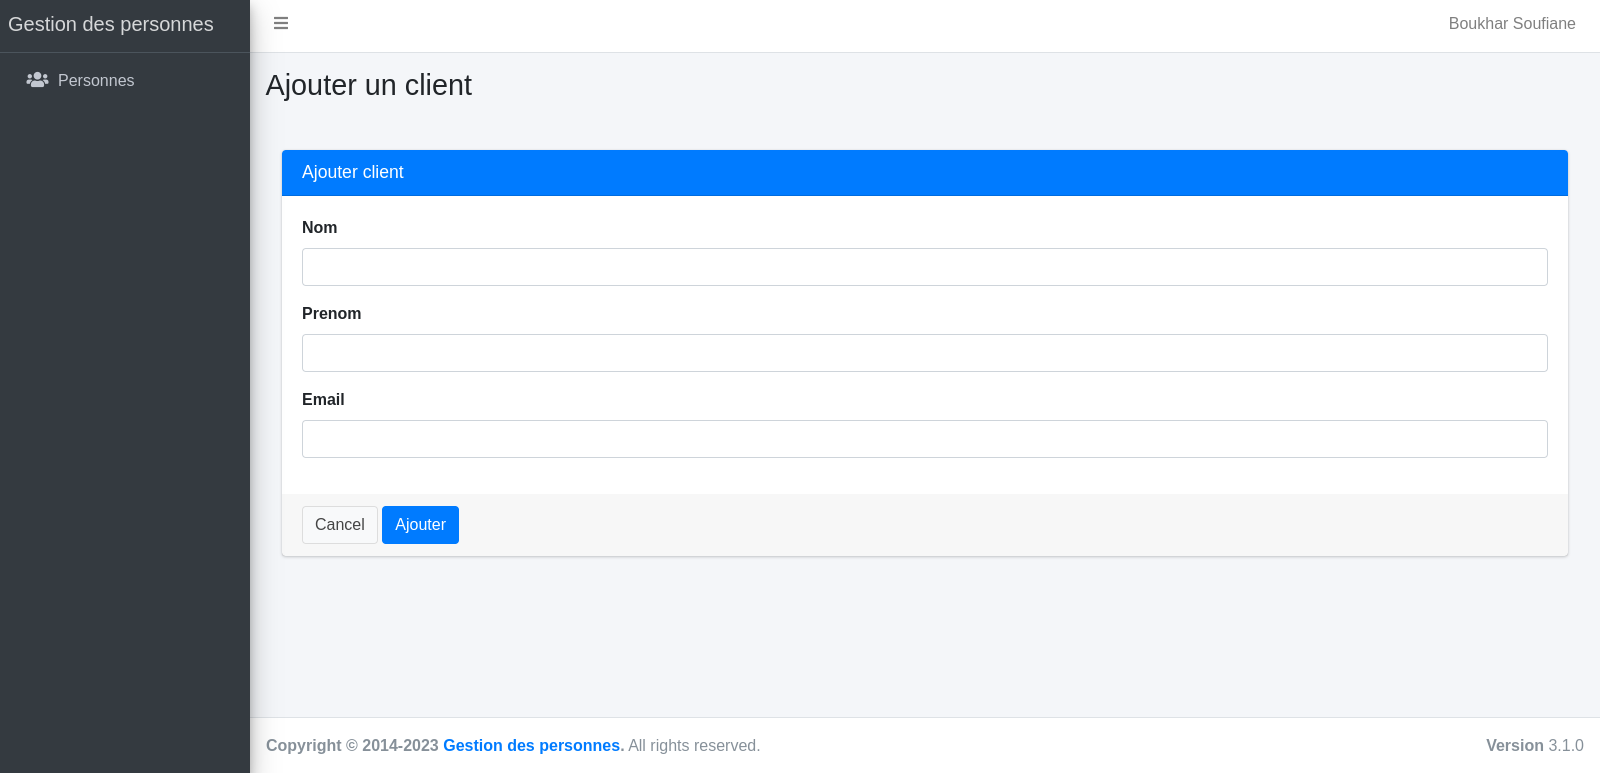 Gestion des personnes
Boukhar Soufiane
Personnes
Ajouter un client
Ajouter client
Nom
Prenom
Email
Cancel Ajouter
Copyright © 2014-2023 Gestion des personnes. All rights reserved.
Version 3.1.0